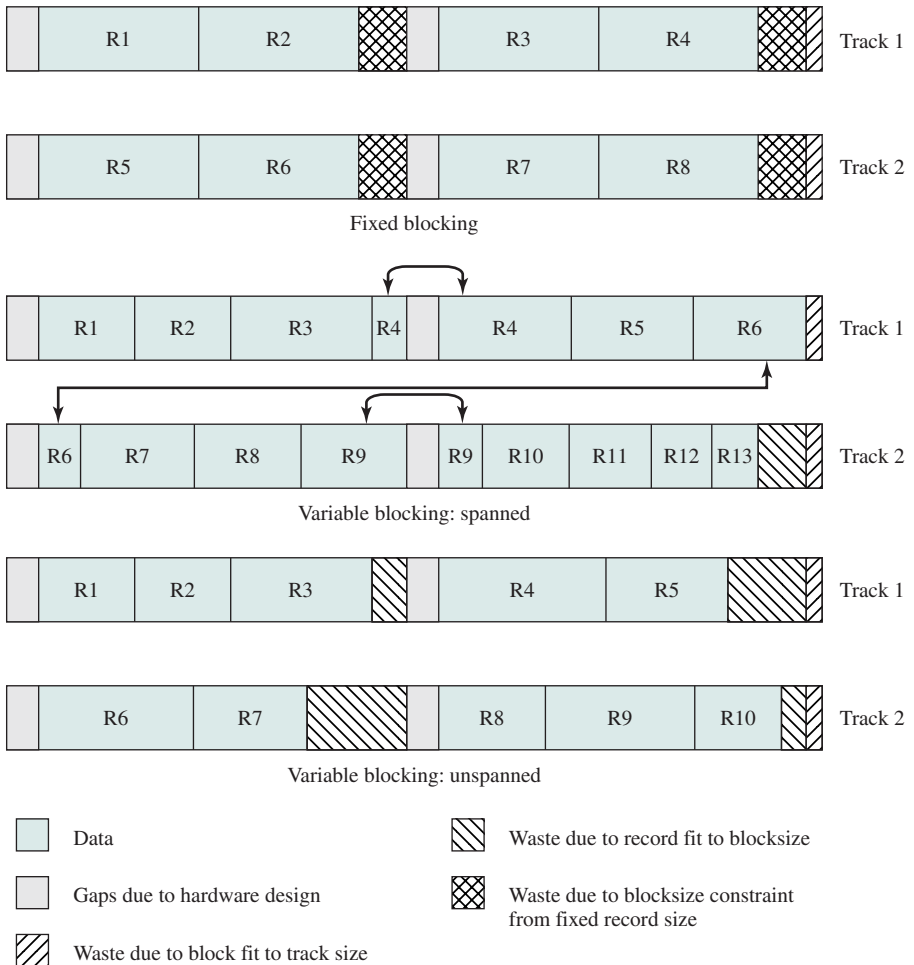 R1 R2 R3 R4 Track 1
R5 R6 R7 R8 Track 2
Fixed blocking
R1 R2 R3 R4 R4 R5 R6 Track 1
R6 R7 R8 R9 R9 R10 R11 R12 R13 Track 2
Variable blocking: spanned
R1 R2 R3 R4 R5 Track 1
R6 R7 R8 R9 R10 Track 2
Variable blocking: unspanned
Data
Gaps due to hardware design
Waste due to block fit to track size
Waste due to record fit to blocksize
Waste due to blocksize constraint
from fixed record size